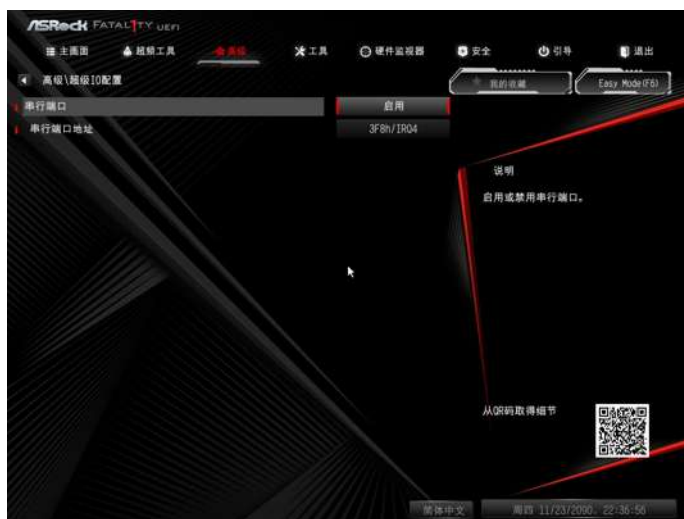 ASRock FATAL1TY UEFI
主画面 超频工具 高级 工具 硬件监视器 安全 引导 退出
高级\超级IO配置
我的收藏 Easy Mode(F6)
串行端口 启用
串行端口地址 3F8h/IRQ4
说明
启用或禁用串行端口。
从QR码取得细节
简体中文 周四 11/23/2090. 22:36:56